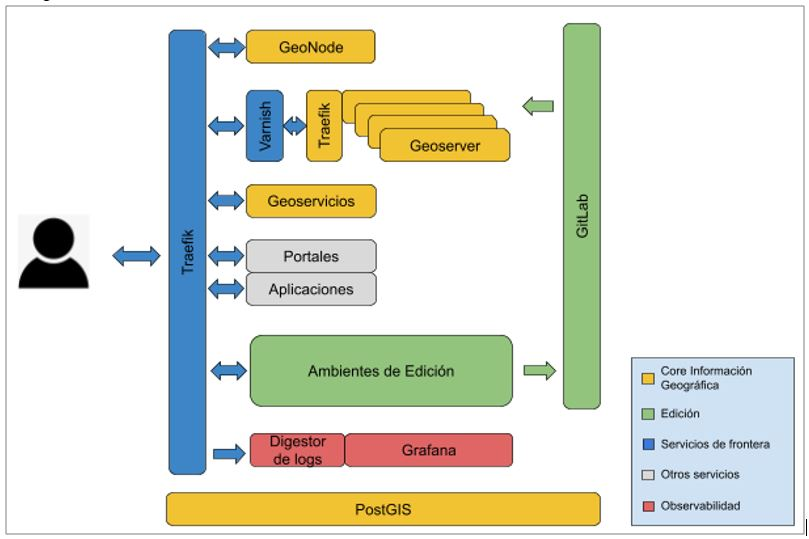 GeoNode
Traefik
Varnish
Traefik
Geoserver
Geoservicios
Portales
Aplicaciones
Ambientes de Edición
Digestor
de logs
Grafana
PostGIS
GitLab
Core Información
Geográfica
Edición
Servicios de frontera
Otros servicios
Observabilidad